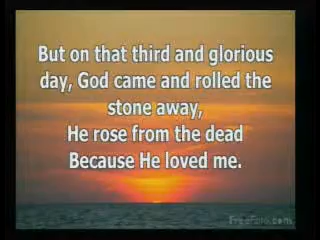 But on that third and glorious
day, God came and rolled the
stone away,
He rose from the dead
Because He loved me.
FreeFoto.com